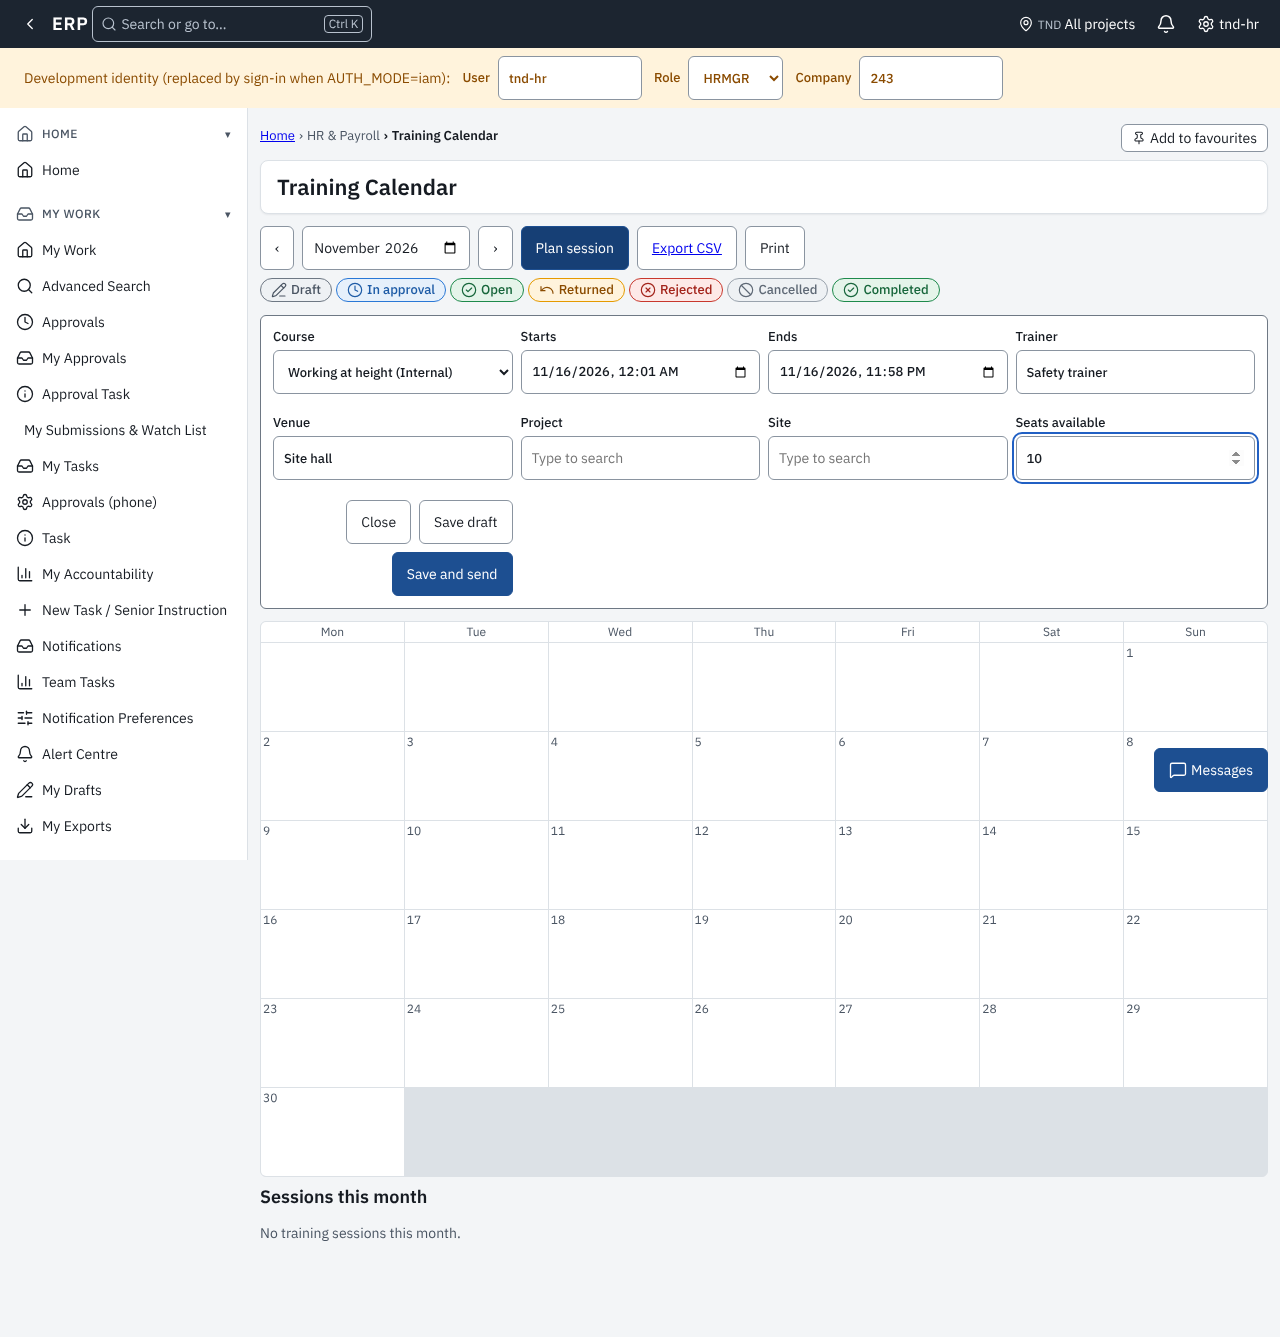 ERP
Search or go to...
Ctrl K
TND All projects
tnd-hr
Development identity (replaced by sign-in when AUTH_MODE=iam):
User
tnd-hr
Role
HRMGR
Company
243
HOME
Home
MY WORK
My Work
Advanced Search
Approvals
My Approvals
Approval Task
My Submissions & Watch List
My Tasks
Approvals (phone)
Task
My Accountability
New Task / Senior Instruction
Notifications
Team Tasks
Notification Preferences
Alert Centre
My Drafts
My Exports
Home › HR & Payroll › Training Calendar
Add to favourites
Training Calendar
‹
November 2026
›
Plan session
Export CSV
Print
Draft
In approval
Open
Returned
Rejected
Cancelled
Completed
Course
Starts
Ends
Trainer
Working at height (Internal)
11/16/2026, 12:01 AM
11/16/2026, 11:58 PM
Safety trainer
Venue
Project
Site
Seats available
Site hall
Type to search
Type to search
10
Close
Save draft
Save and send
Mon Tue Wed Thu Fri Sat Sun
1
2 3 4 5 6 7 8
Messages
9 10 11 12 13 14 15
16 17 18 19 20 21 22
23 24 25 26 27 28 29
30
Sessions this month
No training sessions this month.